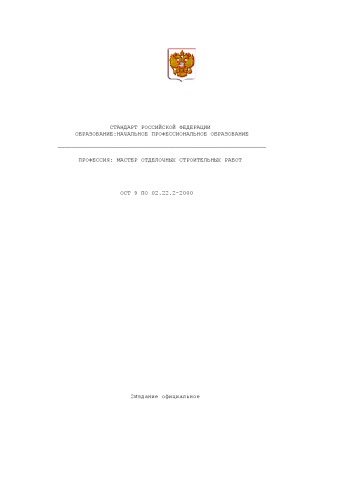 СТАНДАРТ РОССИЙСКОЙ ФЕДЕРАЦИИ
ОБРАЗОВАНИЕ:НАЧАЛЬНОЕ ПРОФЕССИОНАЛЬНОЕ ОБРАЗОВАНИЕ
ПРОФЕССИЯ: МАСТЕР ОТДЕЛОЧНЫХ СТРОИТЕЛЬНЫХ РАБОТ
ОСТ 9 ПО 02.22.2-2000
Издание официальное